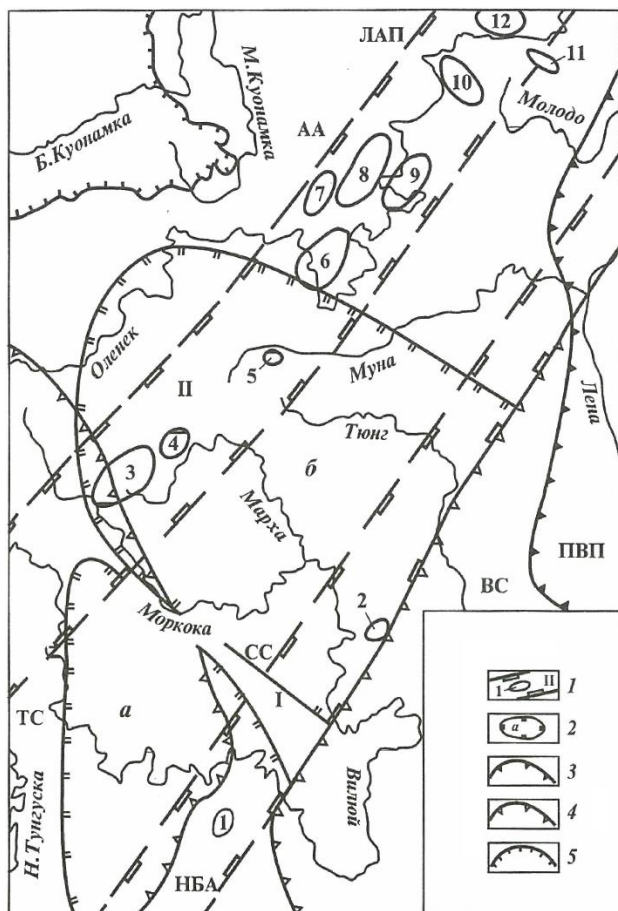 12
ЛАП
11
М.Куонамка
10
Молодо
АА
Б.Куонамка
8
9
7
6
Оленек
5
Муна
II
Лена
Тюнг
4
б
3
Марха
ПВП
ВС
2
Моркока
СС
I
ТС
а
Вилюй
Н.Тунгуска
1
НБА
1 II 1
а 2
3
4
5